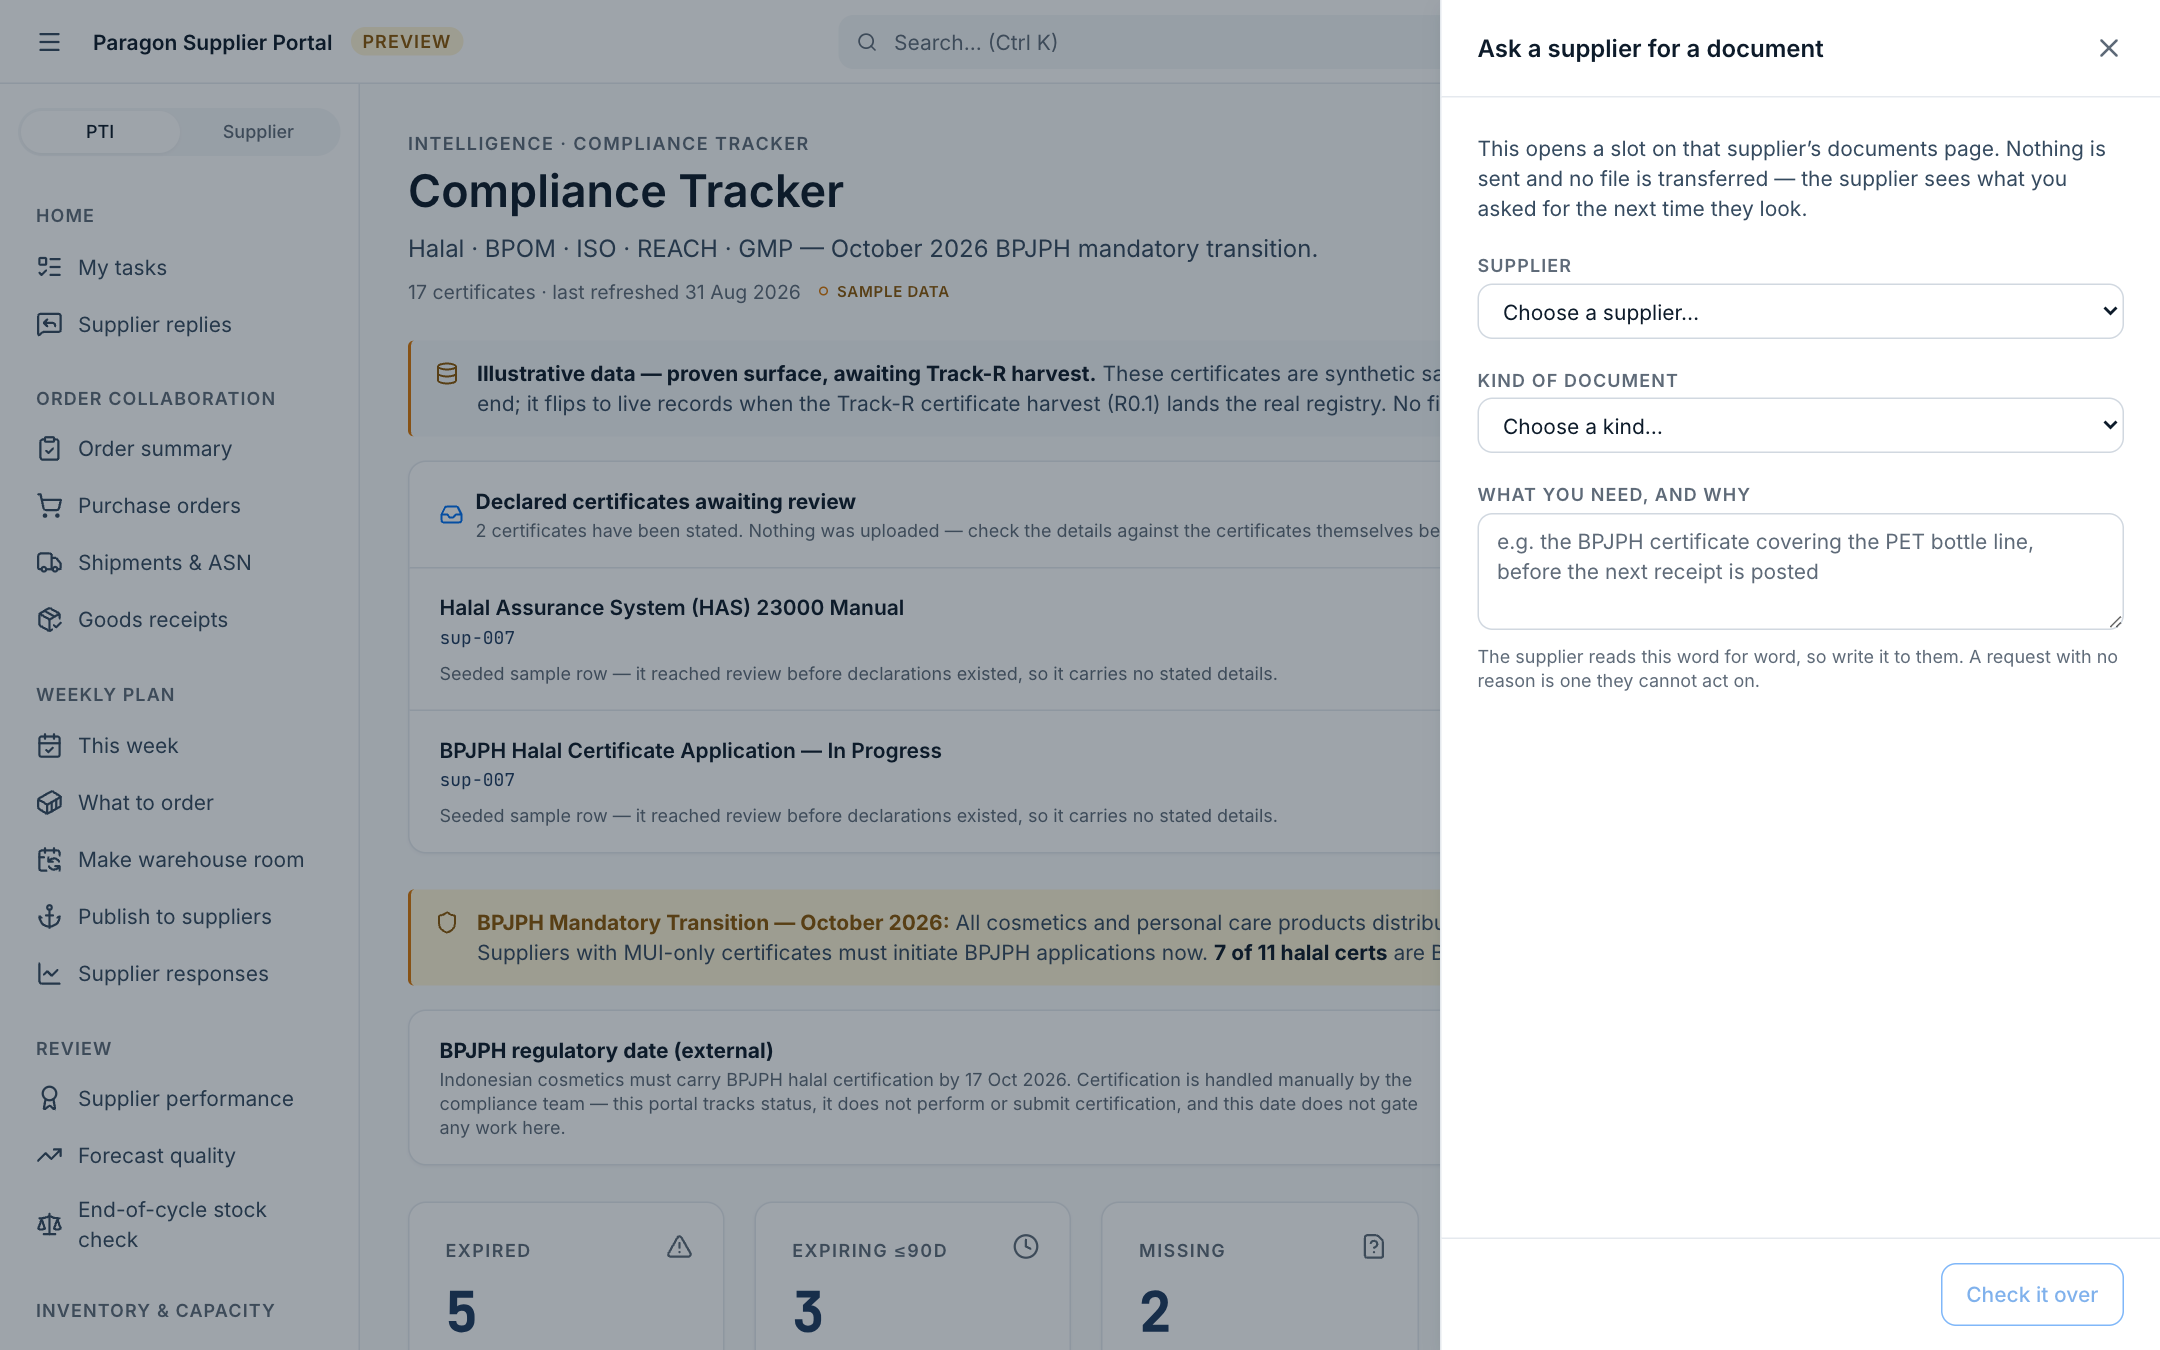 Paragon Supplier Portal
PREVIEW
Search... (Ctrl K)
PTI
Supplier
HOME
My tasks
Supplier replies
ORDER COLLABORATION
Order summary
Purchase orders
Shipments & ASN
Goods receipts
WEEKLY PLAN
This week
What to order
Make warehouse room
Publish to suppliers
Supplier responses
REVIEW
Supplier performance
Forecast quality
End-of-cycle stock
check
INVENTORY & CAPACITY
INTELLIGENCE · COMPLIANCE TRACKER
Compliance Tracker
Halal · BPOM · ISO · REACH · GMP — October 2026 BPJPH mandatory transition.
17 certificates · last refreshed 31 Aug 2026
SAMPLE DATA
Illustrative data — proven surface, awaiting Track-R harvest. These certificates are synthetic
end; it flips to live records when the Track-R certificate harvest (R0.1) lands the real registry. No
Declared certificates awaiting review
2 certificates have been stated. Nothing was uploaded — check the details against the certificates themselves
Halal Assurance System (HAS) 23000 Manual
sup-007
Seeded sample row — it reached review before declarations existed, so it carries no stated details.
BPJPH Halal Certificate Application — In Progress
sup-007
Seeded sample row — it reached review before declarations existed, so it carries no stated details.
BPJPH Mandatory Transition — October 2026: All cosmetics and personal care products
Suppliers with MUI-only certificates must initiate BPJPH applications now. 7 of 11 halal certs are
BPJPH regulatory date (external)
Indonesian cosmetics must carry BPJPH halal certification by 17 Oct 2026. Certification is handled manually by the
compliance team — this portal tracks status, it does not perform or submit certification, and this date does not gate
any work here.
EXPIRED
5
EXPIRING ≤90D
3
MISSING
2
Ask a supplier for a document
This opens a slot on that supplier’s documents page. Nothing is
sent and no file is transferred — the supplier sees what you
asked for the next time they look.
SUPPLIER
Choose a supplier...
KIND OF DOCUMENT
Choose a kind...
WHAT YOU NEED, AND WHY
e.g. the BPJPH certificate covering the PET bottle line,
before the next receipt is posted
The supplier reads this word for word, so write it to them. A request with no
reason is one they cannot act on.
Check it over